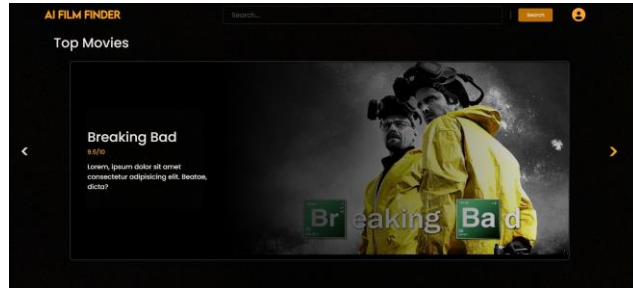 AI FILM FINDER
Search...
Search
Top Movies
Breaking Bad
9.5/10
Lorem, ipsum dolor sit amet
consectetur adipisicing elit. Beatae,
dicta?
Br eaking Ba d